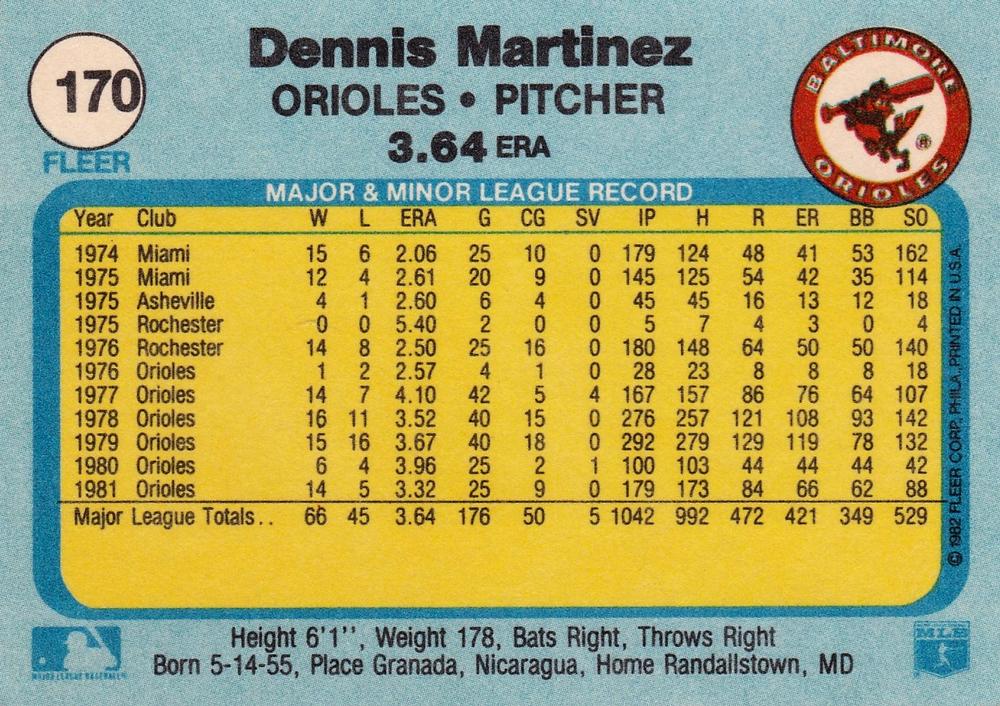 170
FLEER
Dennis Martinez
ORIOLES • PITCHER
3.64 ERA
BALTIMORE
ORIOLES
®
MAJOR & MINOR LEAGUE RECORD
Year Club W L ERA G CG SV IP H R ER BB SO
1974 Miami 15 6 2.06 25 10 0 179 124 48 41 53 162
1975 Miami 12 4 2.61 20 9 0 145 125 54 42 35 114
1975 Asheville 4 1 2.60 6 4 0 45 45 16 13 12 18
1975 Rochester 0 0 5.40 2 0 0 5 7 4 3 0 4
1976 Rochester 14 8 2.50 25 16 0 180 148 64 50 50 140
1976 Orioles 1 2 2.57 4 1 0 28 23 8 8 8 18
1977 Orioles 14 7 4.10 42 5 4 167 157 86 76 64 107
1978 Orioles 16 11 3.52 40 15 0 276 257 121 108 93 142
1979 Orioles 15 16 3.67 40 18 0 292 279 129 119 78 132
1980 Orioles 6 4 3.96 25 2 1 100 103 44 44 44 42
1981 Orioles 14 5 3.32 25 9 0 179 173 84 66 62 88
Major League Totals.. 66 45 3.64 176 50 5 1042 992 472 421 349 529
© 1982 FLEER CORP., PHILA., PRINTED IN U.S.A.
Height 6'1'', Weight 178, Bats Right, Throws Right
Born 5-14-55, Place Granada, Nicaragua, Home Randallstown, MD
MAJOR LEAGUE BASEBALL
MLB